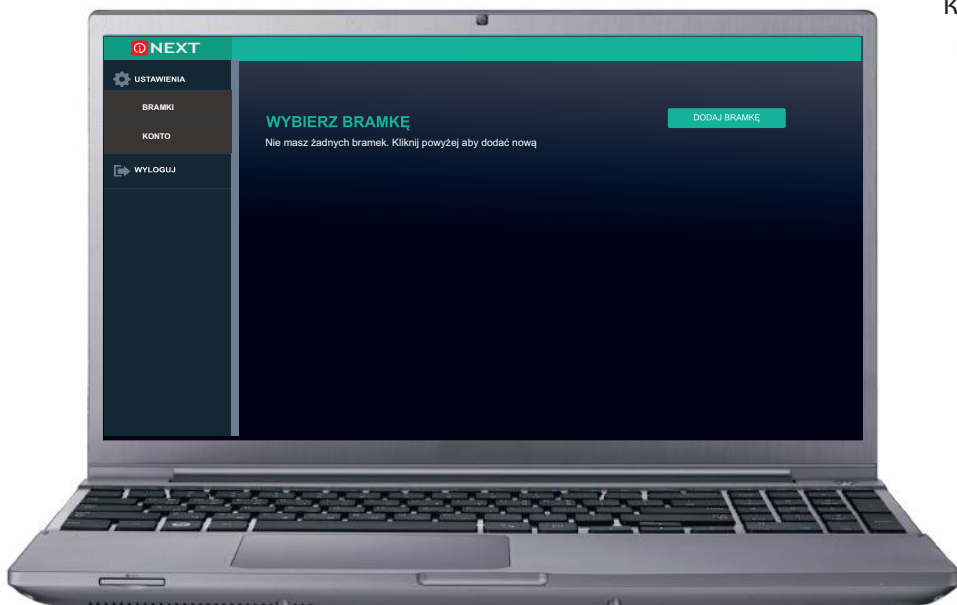 NEXT
USTAWIENIA
BRAMKI
KONTO
WYLOGUJ
WYBIERZ BRAMKĘ
DODAJ BRAMKĘ
Nie masz żadnych bramek. Kliknij powyżej aby dodać nową